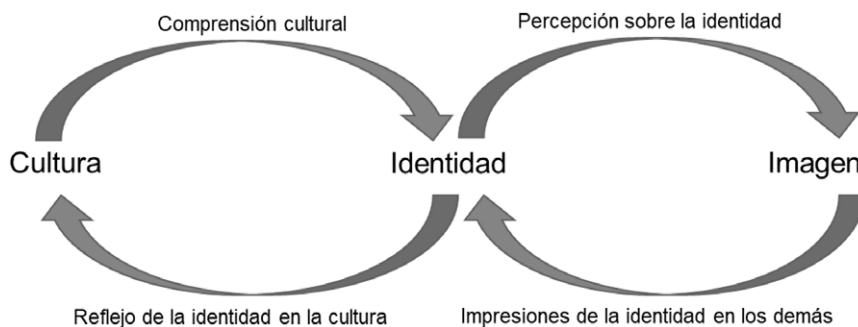 Comprensión cultural
Percepción sobre la identidad
Cultura
Identidad
Imagen
Reflejo de la identidad en la cultura
Impresiones de la identidad en los demás